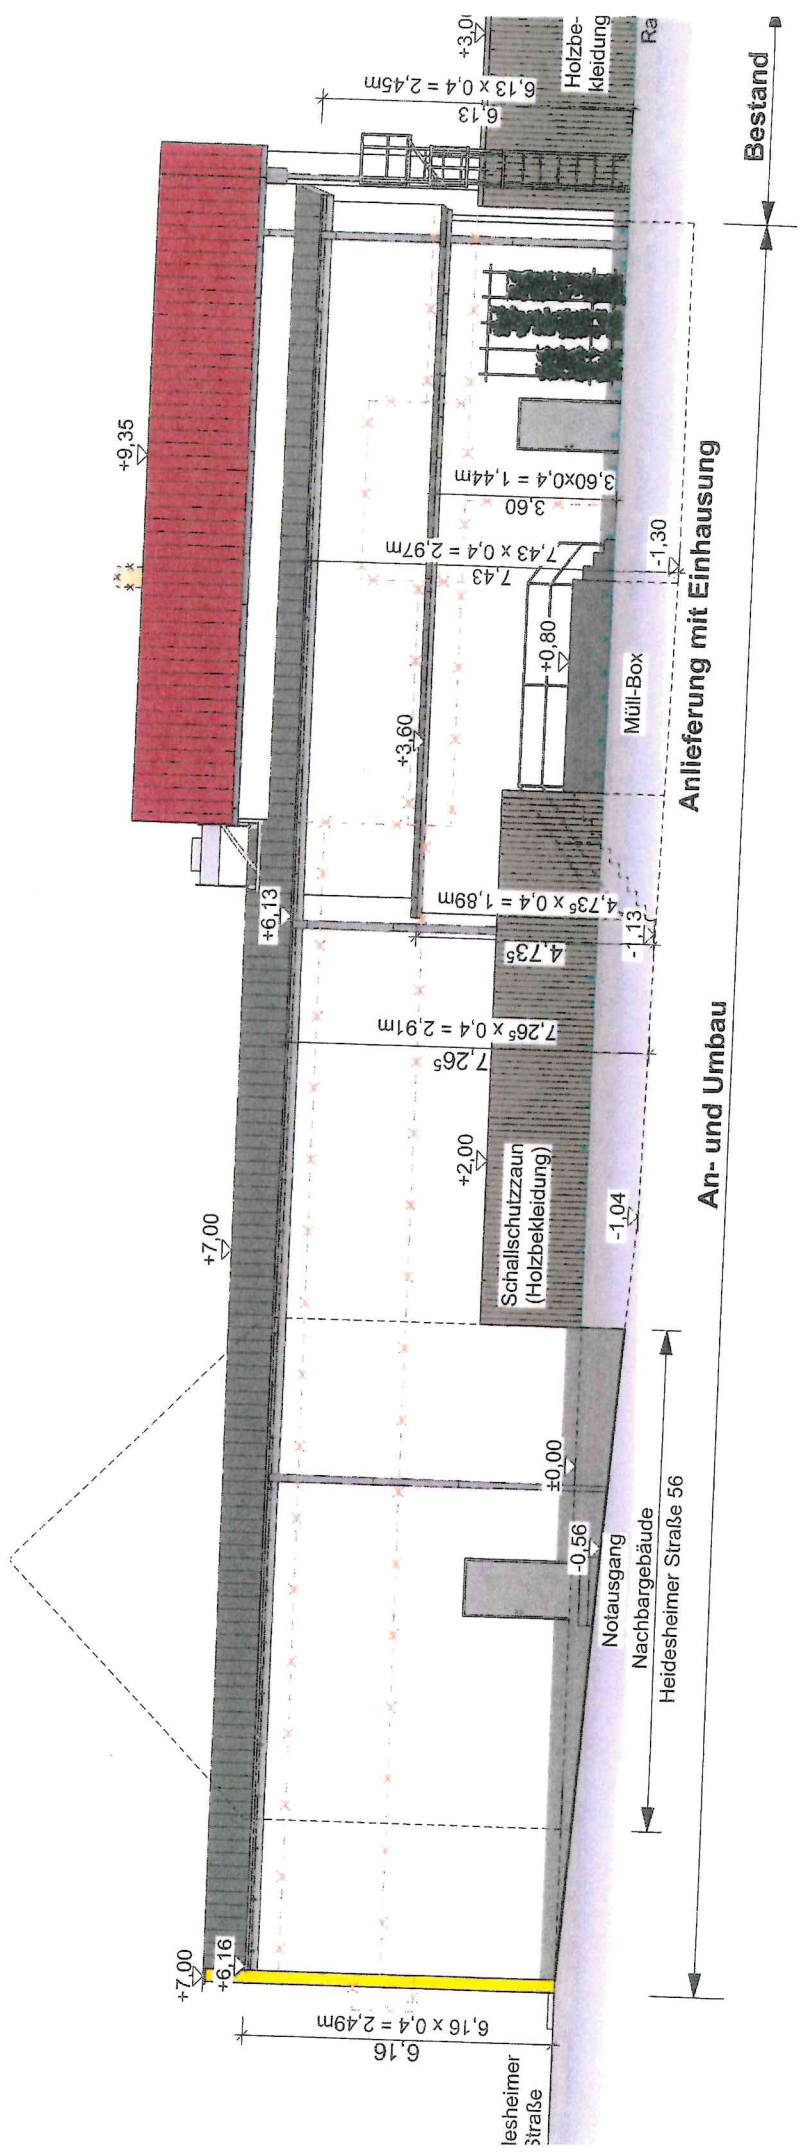 +7,00
+6,16
6,16 x 0,4 = 2,49m
6,16
lesheimer
Straße
+7,00
-0,56
Notausgang
Nachbargebäude
Heidesheimer Straße 56
±0,00
Schallschutzzaun
(Holzbekleidung)
+2,00
-1,04
7,26⁵ x 0,4 = 2,91m
7,26⁵
+6,13
4,73⁵
4,73⁵ x 0,4 = 1,89m
-1,13
An- und Umbau
+3,60
+0,80
Müll-Box
7,43 x 0,4 = 2,97m
7,43
-1,30
Anlieferung mit Einhausung
+9,35
3,60
3,60x0,4 = 1,44m
6,13 x 0,4 = 2,45m
6,13
Holzbe-
kleidung
Ra
Bestand